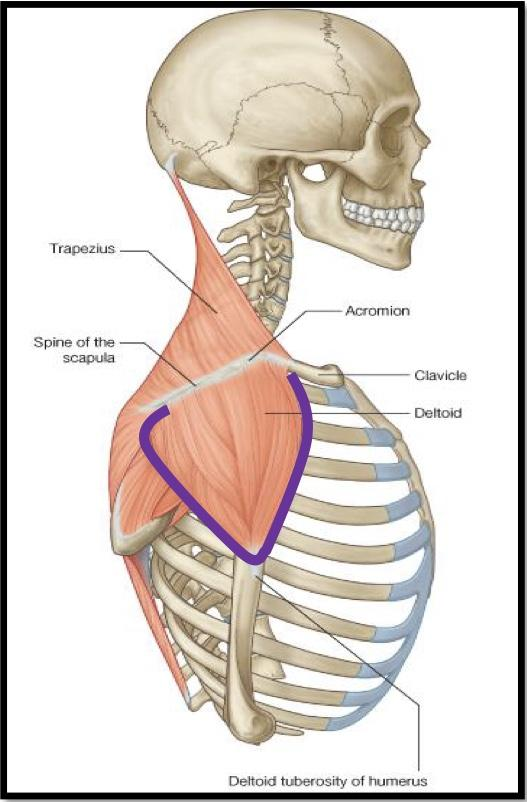 Trapezius
Acromion
Spine of the
scapula
Clavicle
Deltoid
Deltoid tuberosity of humerus